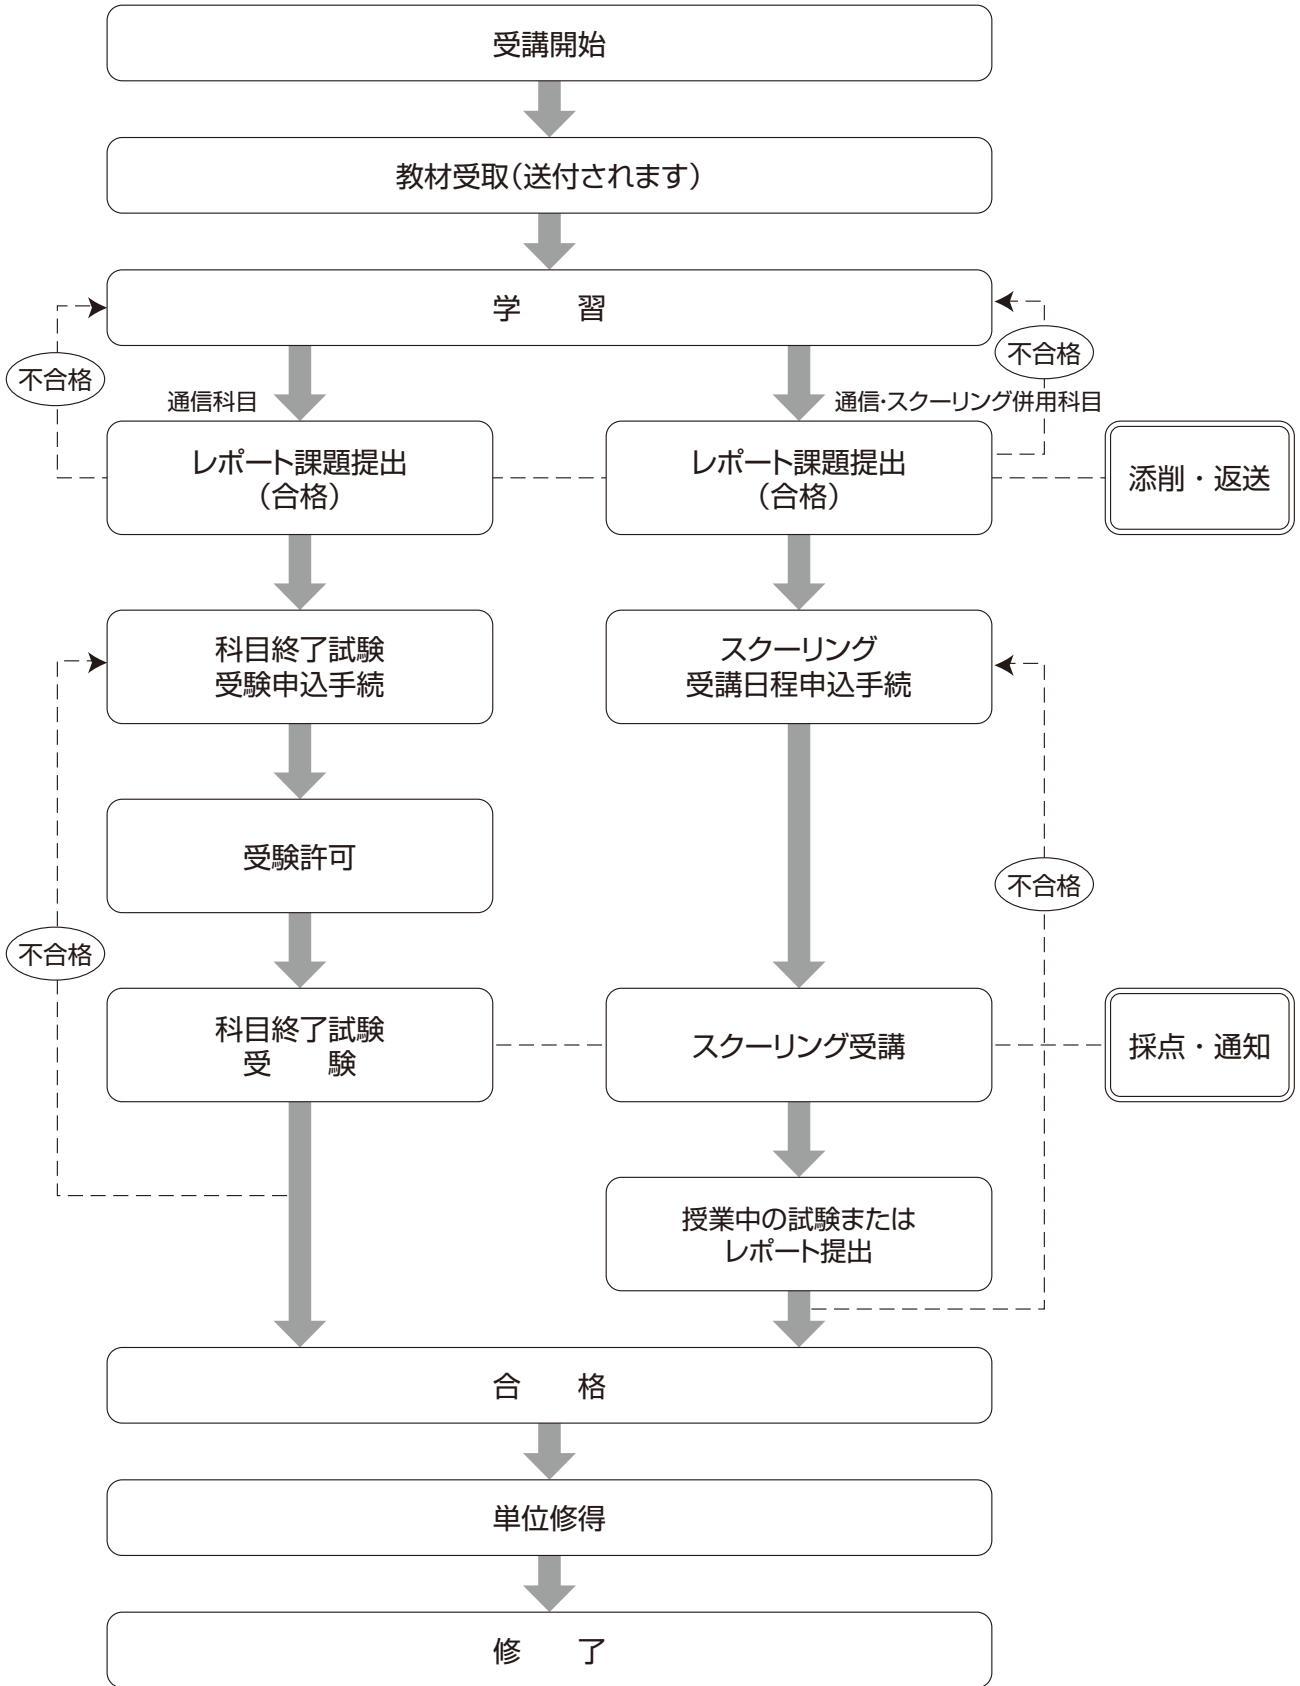 受講開始
教材受取（送付されます）
学　習
不合格
不合格
通信科目
通信・スクーリング併用科目
レポート課題提出
（合格）
レポート課題提出
（合格）
添削・返送
科目終了試験
受験申込手続
スクーリング
受講日程申込手続
受験許可
不合格
不合格
科目終了試験
受　験
スクーリング受講
採点・通知
授業中の試験または
レポート提出
合　格
単位修得
修　了